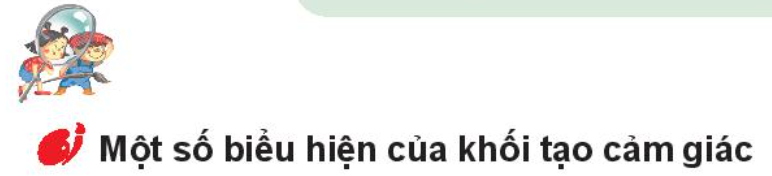 Một số biểu hiện của khối tạo cảm giác